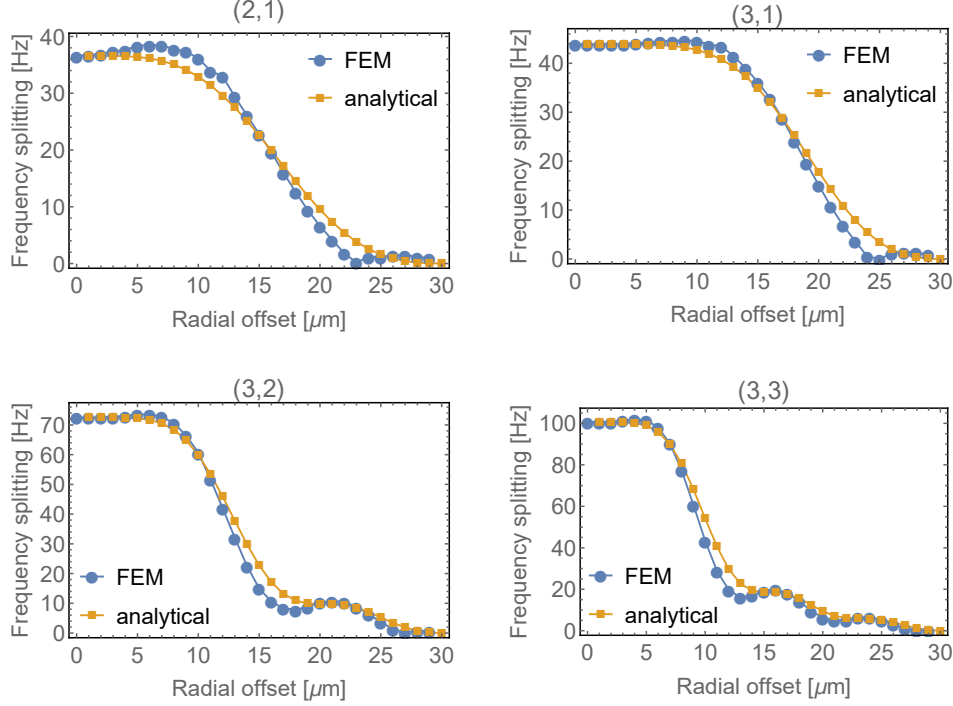 (2,1)
Frequency splitting [Hz]
40
30
20
10
0
FEM
analytical
0 5 10 15 20 25 30
Radial offset [µm]
(3,1)
Frequency splitting [Hz]
40
20
0
FEM
analytical
0 5 10 15 20 25 30
Radial offset [µm]
(3,2)
Frequency splitting [Hz]
70
60
50
40
30
20
10
0
FEM
analytical
0 5 10 15 20 25 30
Radial offset [µm]
(3,3)
Frequency splitting [Hz]
100
80
60
40
20
0
FEM
analytical
0 5 10 15 20 25 30
Radial offset [µm]